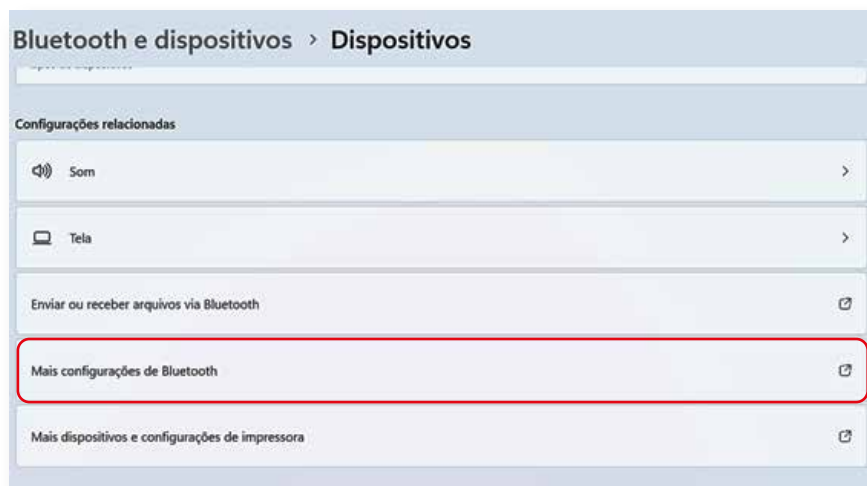 Bluetooth e dispositivos > Dispositivos
Configurações relacionadas
Som
Tela
Enviar ou receber arquivos via Bluetooth
Mais configurações de Bluetooth
Mais dispositivos e configurações de impressora